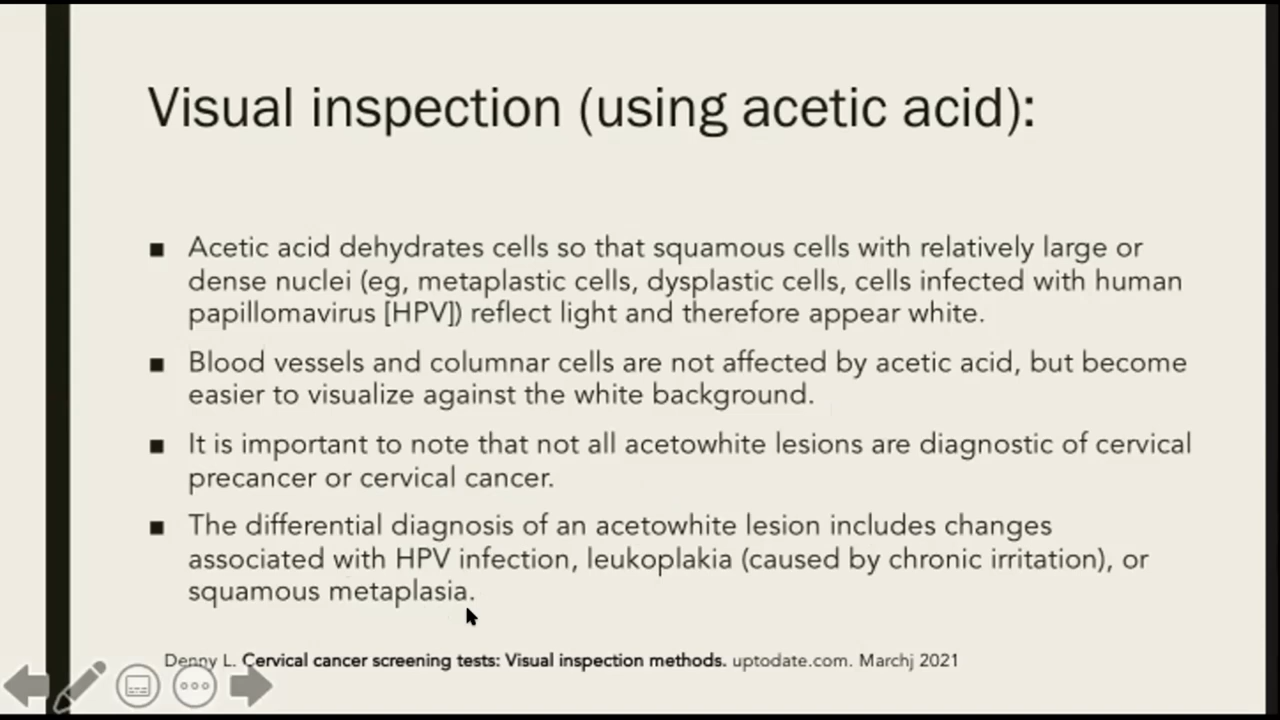 Visual inspection (using acetic acid):
■ Acetic acid dehydrates cells so that squamous cells with relatively large or
dense nuclei (eg, metaplastic cells, dysplastic cells, cells infected with human
papillomavirus [HPV]) reflect light and therefore appear white.
■ Blood vessels and columnar cells are not affected by acetic acid, but become
easier to visualize against the white background.
■ It is important to note that not all acetowhite lesions are diagnostic of cervical
precancer or cervical cancer.
■ The differential diagnosis of an acetowhite lesion includes changes
associated with HPV infection, leukoplakia (caused by chronic irritation), or
squamous metaplasia.
Denny L. Cervical cancer screening tests: Visual inspection methods. uptodate.com. Marchj 2021